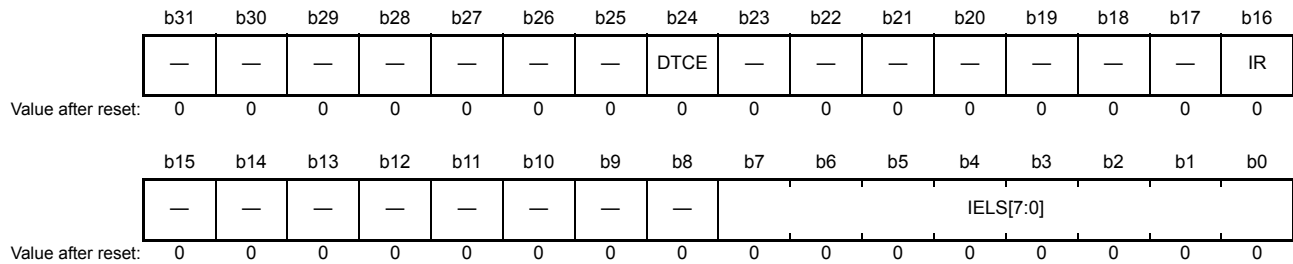 b31 b30 b29 b28 b27 b26 b25 b24 b23 b22 b21 b20 b19 b18 b17 b16
— — — — — — — DTCE — — — — — — — IR
Value after reset: 0 0 0 0 0 0 0 0 0 0 0 0 0 0 0 0
b15 b14 b13 b12 b11 b10 b9 b8 b7 b6 b5 b4 b3 b2 b1 b0
— — — — — — — — IELS[7:0]
Value after reset: 0 0 0 0 0 0 0 0 0 0 0 0 0 0 0 0